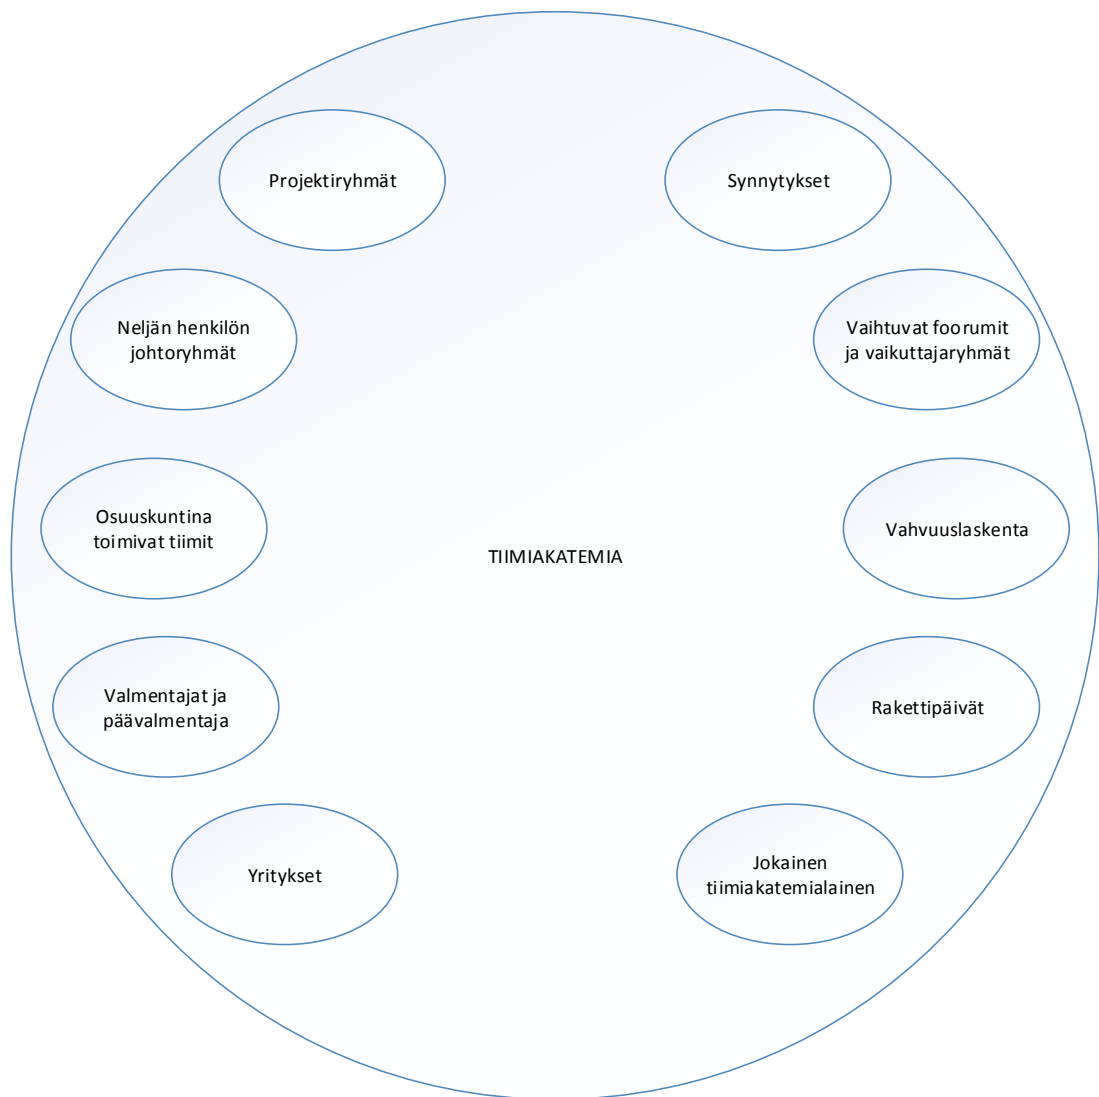 Projektiryhmät
Synnytykset
Neljän henkilön
johtoryhmät
Vaihtuvat foorumit
ja vaikuttajaryhmät
Osuuskuntina
toimivat tiimit
Vahvuuslaskenta
TIIMIAKATEMIA
Valmentajat ja
päävalmentaja
Rakettipäivät
Yritykset
Jokainen
tiimiakatemialainen